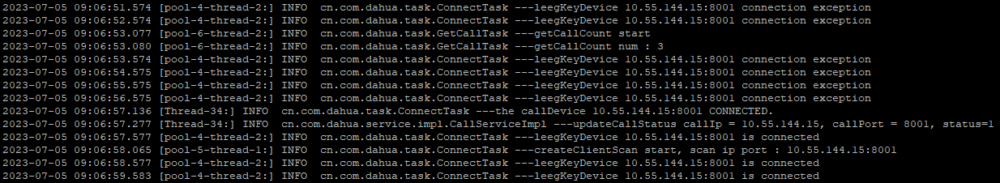 2023-07-05 09:06:51.574 [pool-4-thread-2:] INFO  cn.com.dahua.task.ConnectTask ---leegKeyDevice 10.55.144.15:8001 connection exception
2023-07-05 09:06:52.574 [pool-4-thread-2:] INFO  cn.com.dahua.task.ConnectTask ---leegKeyDevice 10.55.144.15:8001 connection exception
2023-07-05 09:06:53.077 [pool-6-thread-2:] INFO  cn.com.dahua.task.GetCallTask ---getCallCount start
2023-07-05 09:06:53.080 [pool-6-thread-2:] INFO  cn.com.dahua.task.GetCallTask ---getCallCount num : 3
2023-07-05 09:06:53.574 [pool-4-thread-2:] INFO  cn.com.dahua.task.ConnectTask ---leegKeyDevice 10.55.144.15:8001 connection exception
2023-07-05 09:06:54.575 [pool-4-thread-2:] INFO  cn.com.dahua.task.ConnectTask ---leegKeyDevice 10.55.144.15:8001 connection exception
2023-07-05 09:06:55.575 [pool-4-thread-2:] INFO  cn.com.dahua.task.ConnectTask ---leegKeyDevice 10.55.144.15:8001 connection exception
2023-07-05 09:06:56.575 [pool-4-thread-2:] INFO  cn.com.dahua.task.ConnectTask ---leegKeyDevice 10.55.144.15:8001 connection exception
2023-07-05 09:06:57.136 [Thread-34:] INFO  cn.com.dahua.task.ConnectTask ---the callDevice 10.55.144.15:8001 CONNECTED.
2023-07-05 09:06:57.277 [Thread-34:] INFO  cn.com.dahua.service.impl.CallServiceImpl ---updateCallStatus callIp = 10.55.144.15, callPort = 8001, status=1
2023-07-05 09:06:57.577 [pool-4-thread-2:] INFO  cn.com.dahua.task.ConnectTask ---leegKeyDevice 10.55.144.15:8001 is connected
2023-07-05 09:06:58.065 [pool-5-thread-1:] INFO  cn.com.dahua.task.ConnectTask ---createClientScan start, scan ip port : 10.55.144.15:8001
2023-07-05 09:06:58.577 [pool-4-thread-2:] INFO  cn.com.dahua.task.ConnectTask ---leegKeyDevice 10.55.144.15:8001 is connected
2023-07-05 09:06:59.583 [pool-4-thread-2:] INFO  cn.com.dahua.task.ConnectTask ---leegKeyDevice 10.55.144.15:8001 is connected